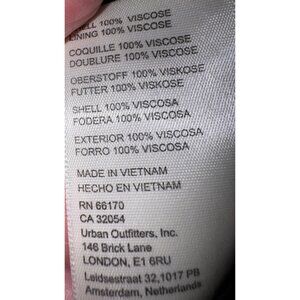 SHELL 100% VISCOSE
LINING 100% VISCOSE
COQUILLE 100% VISCOSE
DOUBLURE 100% VISCOSE
OBERSTOFF 100% VISKOSE
FUTTER 100% VISKOSE
SHELL 100% VISCOSA
FODERA 100% VISCOSA
EXTERIOR 100% VISCOSA
FORRO 100% VISCOSA
MADE IN VIETNAM
HECHO EN VIETNAM
RN 66170
CA 32054
Urban Outfitters, Inc.
146 Brick Lane
LONDON, E1 6RU
Leidsestraat 32,1017 PB
Amsterdam, Netherlands